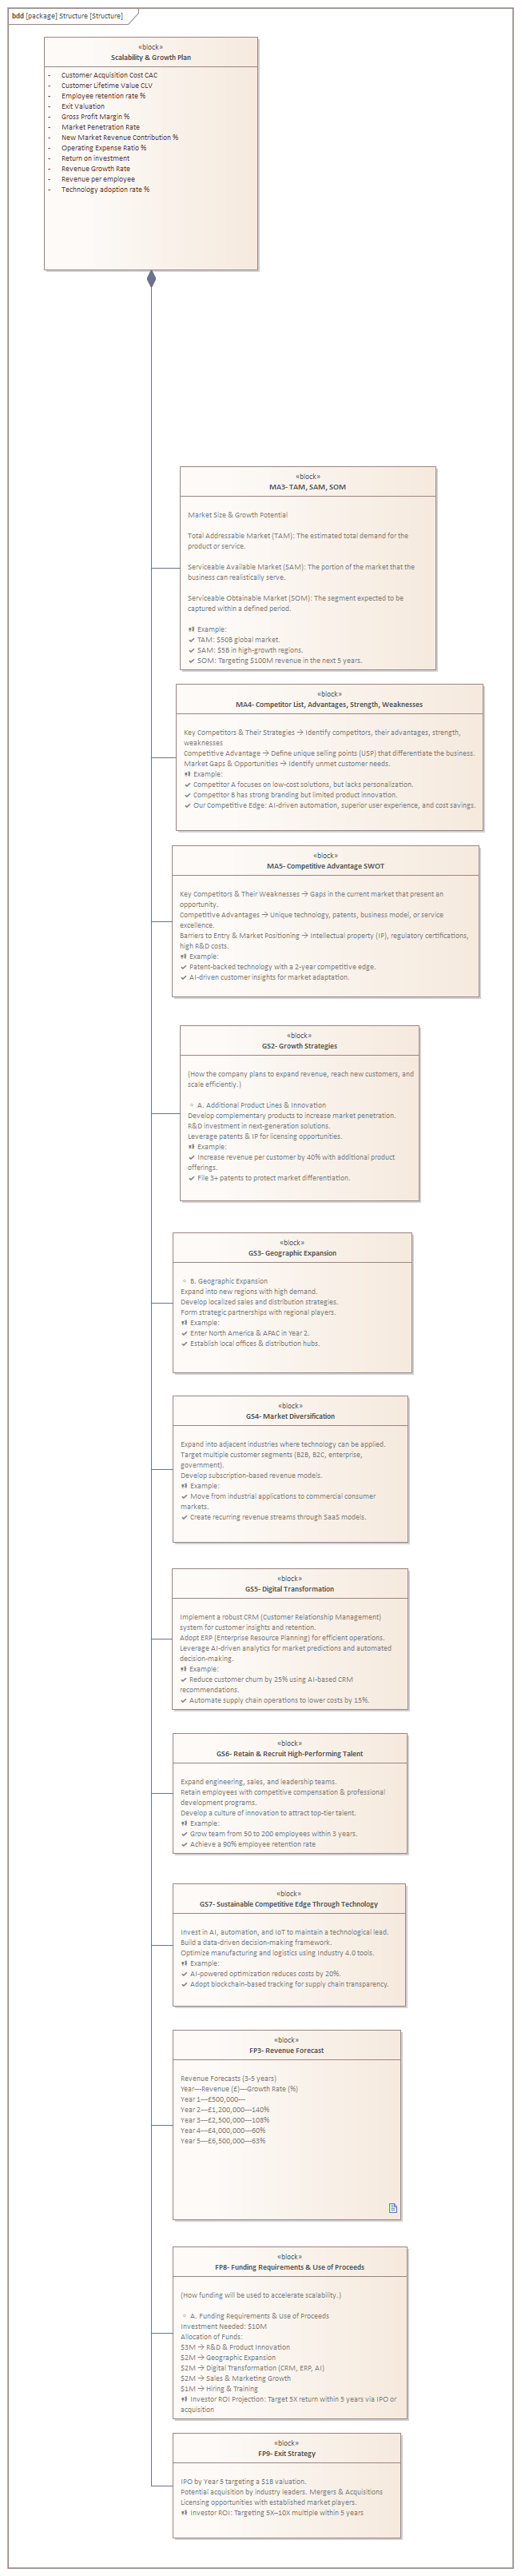 bdd [package] Structure [Structure]
«block»
Scalability & Growth Plan
- Customer Acquisition Cost CAC
- Customer Lifetime Value CLV
- Employee retention rate %
- Exit Valuation
- Gross Profit Margin %
- Market Penetration Rate
- New Market Revenue Contribution %
- Operating Expense Ratio %
- Return on investment
- Revenue Growth Rate
- Revenue per employee
- Technology adoption rate %
«block»
MA3- TAM, SAM, SOM
Market Size & Growth Potential
Total Addressable Market (TAM): The estimated total demand for the
product or service.
Serviceable Available Market (SAM): The portion of the market that the
business can realistically serve.
Serviceable Obtainable Market (SOM): The segment expected to be
captured within a defined period.
📢 Example:
✔ TAM: $50B global market.
✔ SAM: $5B in high-growth regions.
✔ SOM: Targeting $100M revenue in the next 5 years.
«block»
MA4- Competitor List, Advantages, Strength, Weaknesses
Key Competitors & Their Strategies → Identify competitors, their advantages, strength,
weaknesses
Competitive Advantage → Define unique selling points (USP) that differentiate the business.
Market Gaps & Opportunities → Identify unmet customer needs.
📢 Example:
✔ Competitor A focuses on low-cost solutions, but lacks personalization.
✔ Competitor B has strong branding but limited product innovation.
✔ Our Competitive Edge: AI-driven automation, superior user experience, and cost savings.
«block»
MA5- Competitive Advantage SWOT
Key Competitors & Their Weaknesses → Gaps in the current market that present an
opportunity.
Competitive Advantages → Unique technology, patents, business model, or service
excellence.
Barriers to Entry & Market Positioning → Intellectual property (IP), regulatory certifications,
high R&D costs.
📢 Example:
✔ Patent-backed technology with a 2-year competitive edge.
✔ AI-driven customer insights for market adaptation.
«block»
GS2- Growth Strategies
(How the company plans to expand revenue, reach new customers, and
scale efficiently.)
🔹 A. Additional Product Lines & Innovation
Develop complementary products to increase market penetration.
R&D investment in next-generation solutions.
Leverage patents & IP for licensing opportunities.
📢 Example:
✔ Increase revenue per customer by 40% with additional product
offerings.
✔ File 3+ patents to protect market differentiation.
«block»
GS3- Geographic Expansion
🔹 B. Geographic Expansion
Expand into new regions with high demand.
Develop localized sales and distribution strategies.
Form strategic partnerships with regional players.
📢 Example:
✔ Enter North America & APAC in Year 2.
✔ Establish local offices & distribution hubs.
«block»
GS4- Market Diversification
Expand into adjacent industries where technology can be applied.
Target multiple customer segments (B2B, B2C, enterprise,
government).
Develop subscription-based revenue models.
📢 Example:
✔ Move from industrial applications to commercial consumer
markets.
✔ Create recurring revenue streams through SaaS models.
«block»
GS5- Digital Transformation
Implement a robust CRM (Customer Relationship Management)
system for customer insights and retention.
Adopt ERP (Enterprise Resource Planning) for efficient operations.
Leverage AI-driven analytics for market predictions and automated
decision-making.
📢 Example:
✔ Reduce customer churn by 25% using AI-based CRM
recommendations.
✔ Automate supply chain operations to lower costs by 15%.
«block»
GS6- Retain & Recruit High-Performing Talent
Expand engineering, sales, and leadership teams.
Retain employees with competitive compensation & professional
development programs.
Develop a culture of innovation to attract top-tier talent.
📢 Example:
✔ Grow team from 50 to 200 employees within 3 years.
✔ Achieve a 90% employee retention rate
«block»
GS7- Sustainable Competitive Edge Through Technology
Invest in AI, automation, and IoT to maintain a technological lead.
Build a data-driven decision-making framework.
Optimize manufacturing and logistics using Industry 4.0 tools.
📢 Example:
✔ AI-powered optimization reduces costs by 20%.
✔ Adopt blockchain-based tracking for supply chain transparency.
«block»
FP3- Revenue Forecast
Revenue Forecasts (3-5 years)
Year—Revenue (£)—Growth Rate (%)
Year 1—£500,000—
Year 2—£1,200,000—140%
Year 3—£2,500,000—108%
Year 4—£4,000,000—60%
Year 5—£6,500,000—63%
«block»
FP8- Funding Requirements & Use of Proceeds
(How funding will be used to accelerate scalability.)
🔹 A. Funding Requirements & Use of Proceeds
Investment Needed: $10M
Allocation of Funds:
$3M → R&D & Product Innovation
$2M → Geographic Expansion
$2M → Digital Transformation (CRM, ERP, AI)
$2M → Sales & Marketing Growth
$1M → Hiring & Training
📢 Investor ROI Projection: Target 5X return within 5 years via IPO or
acquisition
«block»
FP9- Exit Strategy
IPO by Year 5 targeting a $1B valuation.
Potential acquisition by industry leaders. Mergers & Acquisitions
Licensing opportunities with established market players.
📢 Investor ROI: Targeting 5X–10X multiple within 5 years